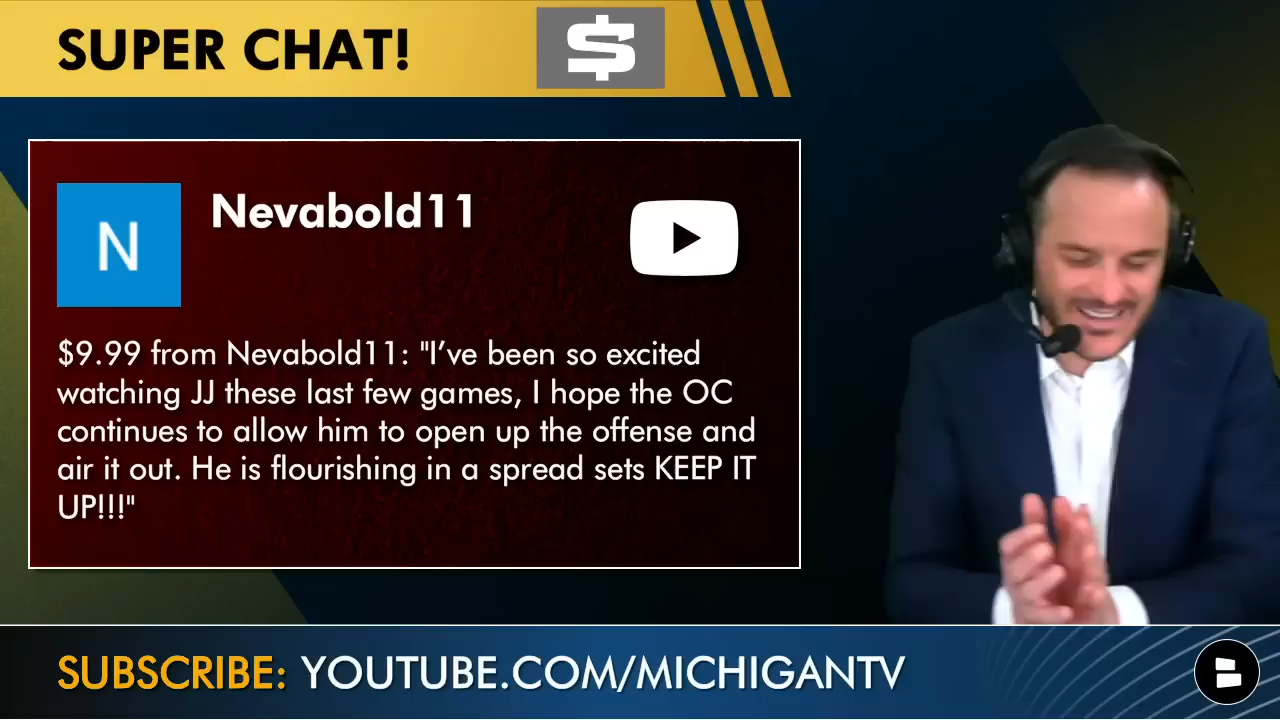 SUPER CHAT!
$
N
Nevabold11
$9.99 from Nevabold11: "I’ve been so excited
watching JJ these last few games, I hope the OC
continues to allow him to open up the offense and
air it out. He is flourishing in a spread sets KEEP IT
UP!!!"
SUBSCRIBE: YOUTUBE.COM/MICHIGANTV